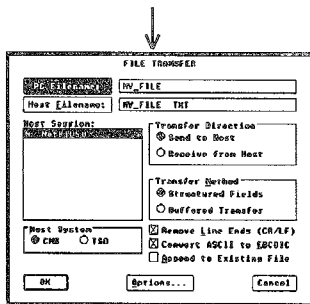 FILE TRANSFER
PC Filename: MY_FILE
Host Filename: MY_FILE TXT
Host Session:
Transfer Direction
Send to Host
Receive from Host
Transfer Method
Structured Fields
Buffered Transfer
Host System
CMS TSO
Remove Line Ends (CR/LF)
Convert ASCII to EBCDIC
Append to Existing File
OK Options... Cancel